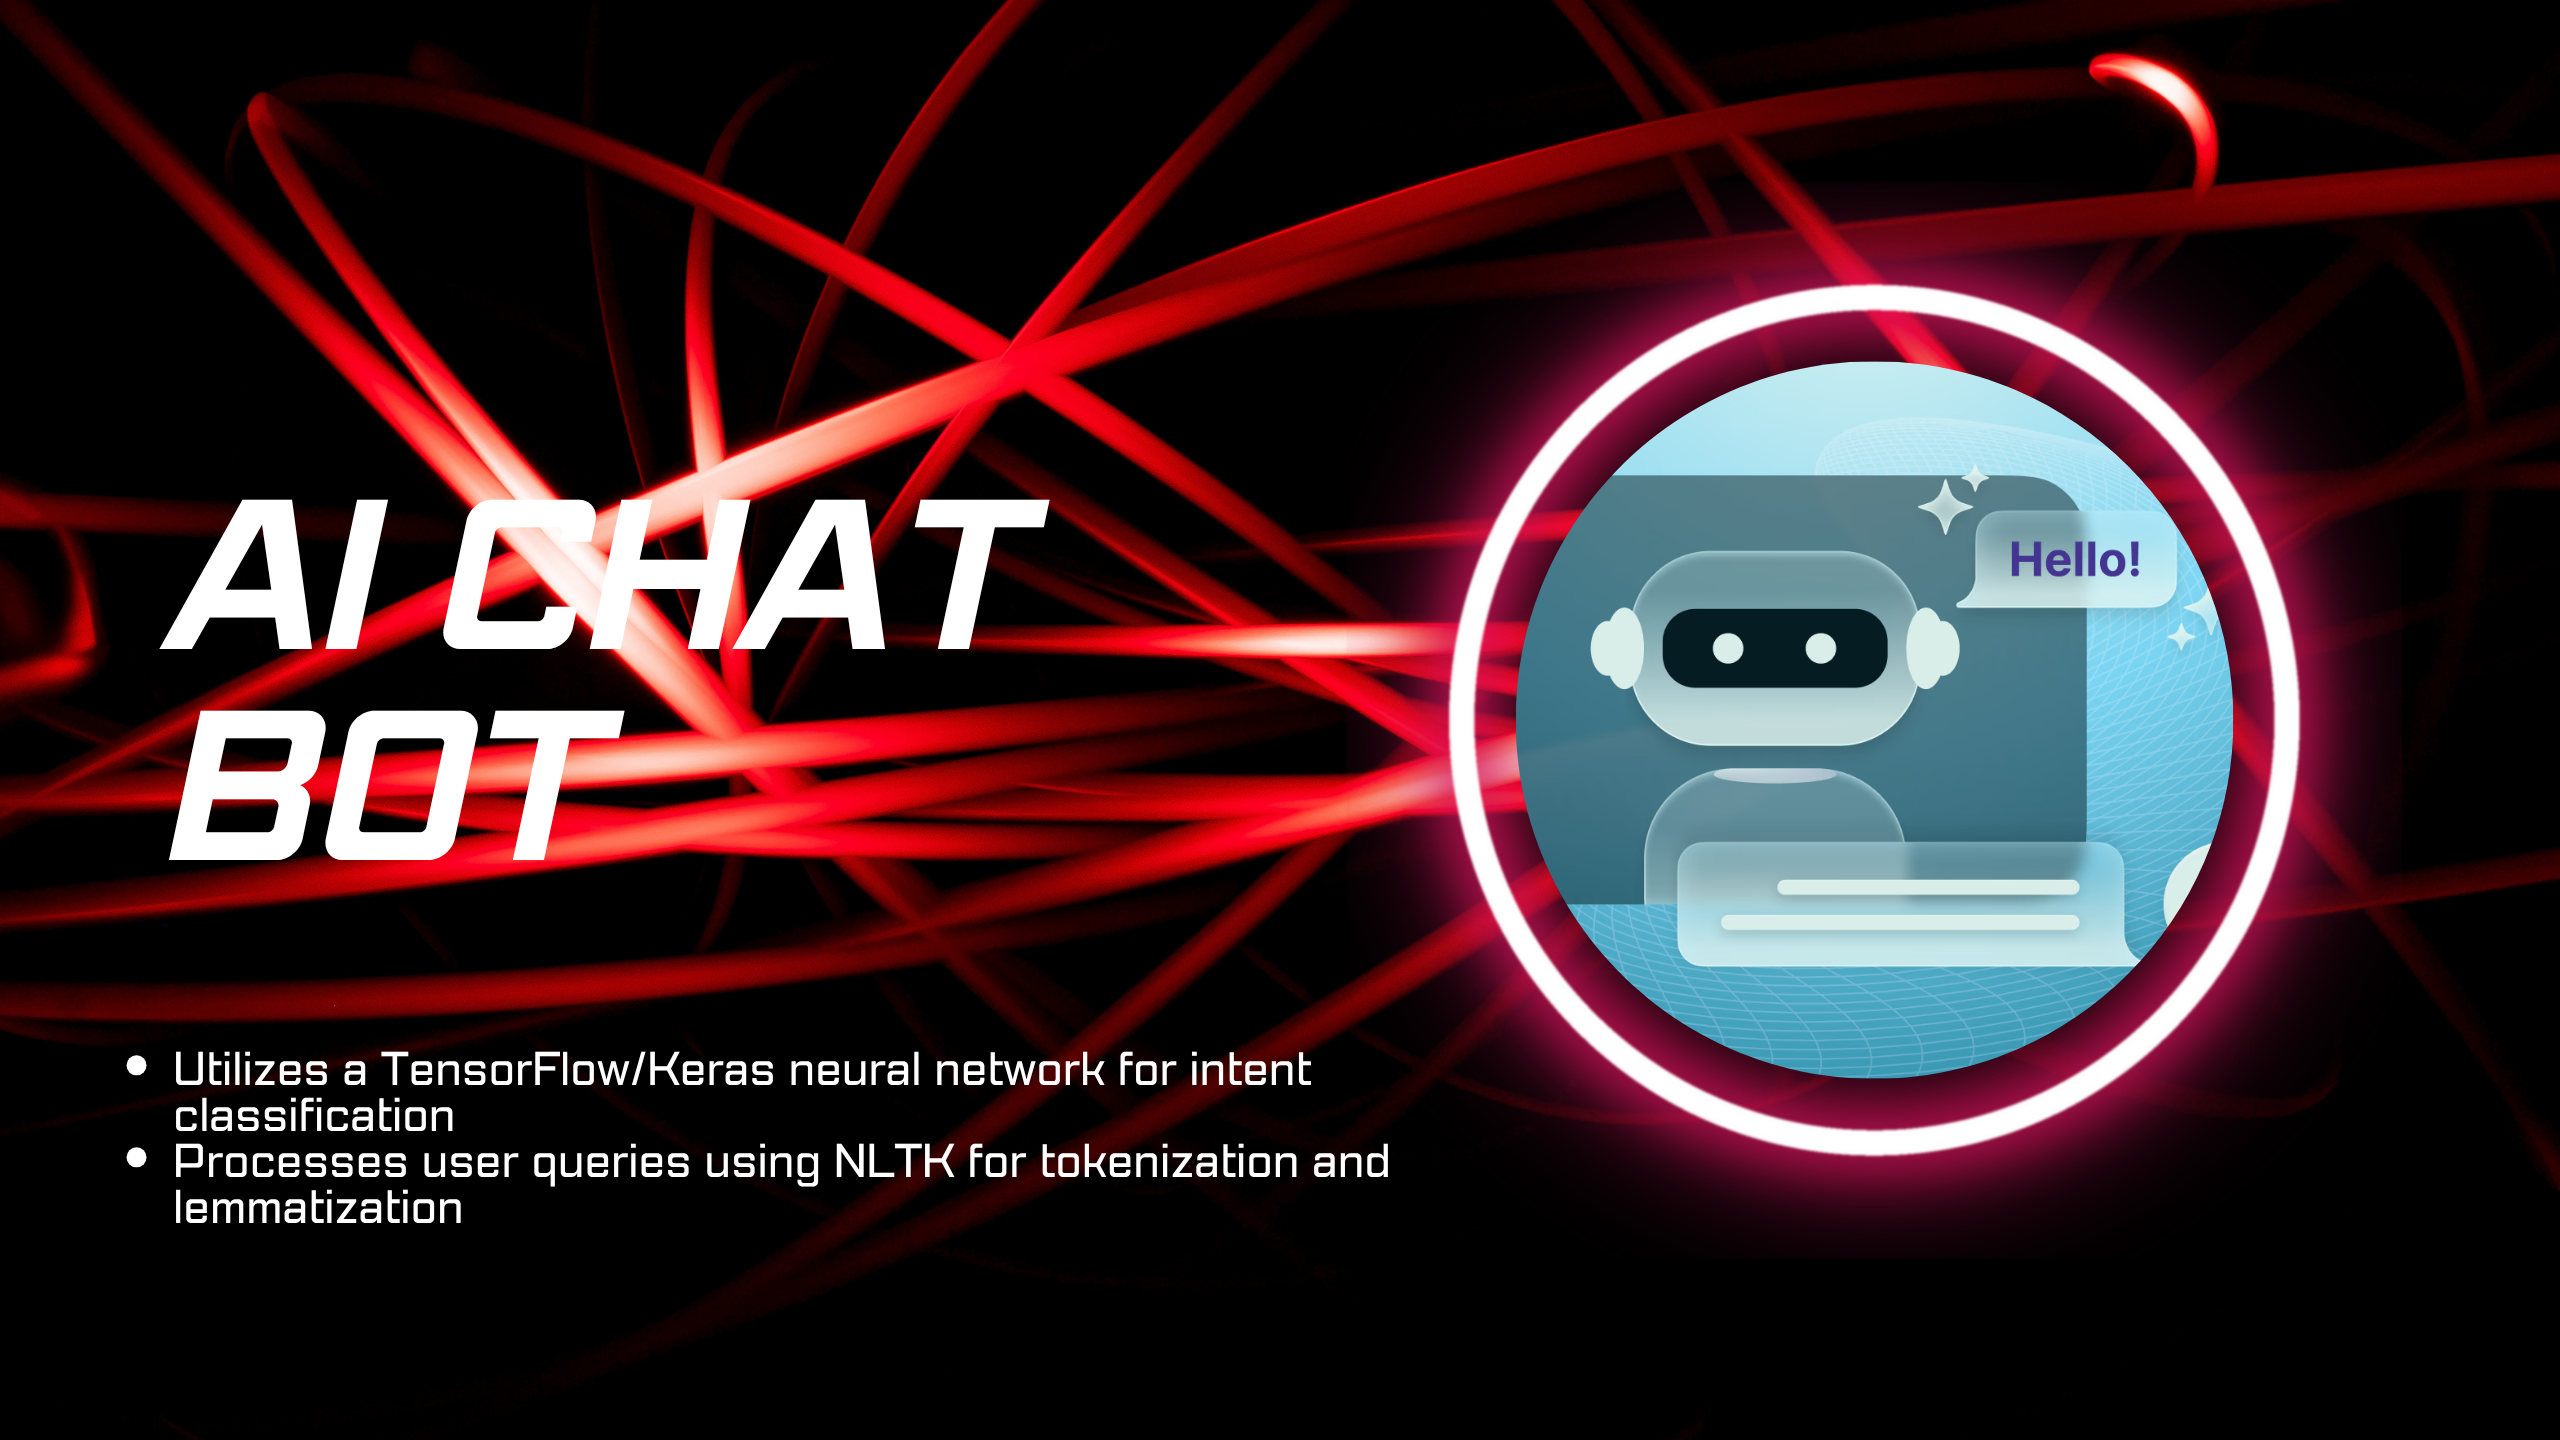 AI CHAT
BOT
Hello!
• Utilizes a TensorFlow/Keras neural network for intent
classification
• Processes user queries using NLTK for tokenization and
lemmatization